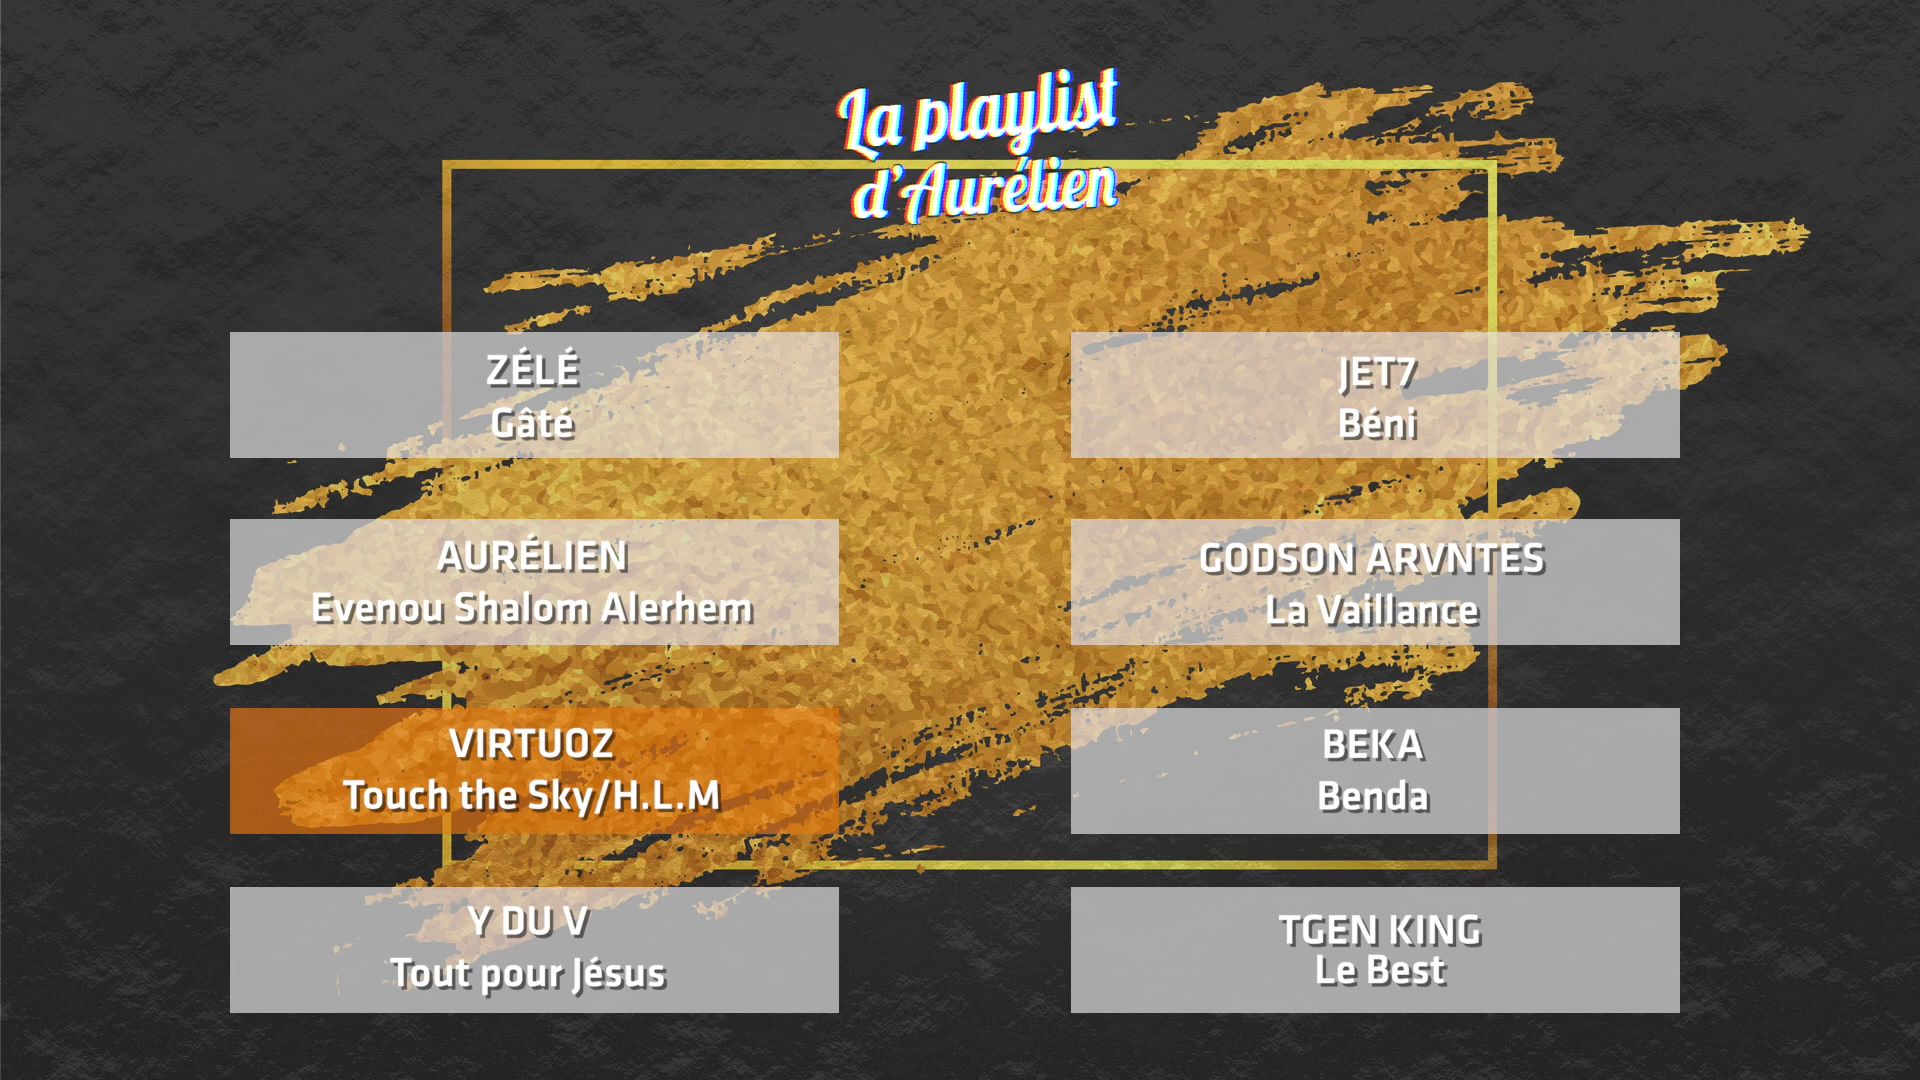 La playlist
d'Aurélien
ZÉLÉ
Gâté
JET7
Béni
AURÉLIEN
Evenou Shalom Alerhem
GODSON ARVNTES
La Vaillance
VIRTUOZ
Touch the Sky/H.L.M
BEKA
Benda
Y DU V
Tout pour Jésus
TGEN KING
Le Best